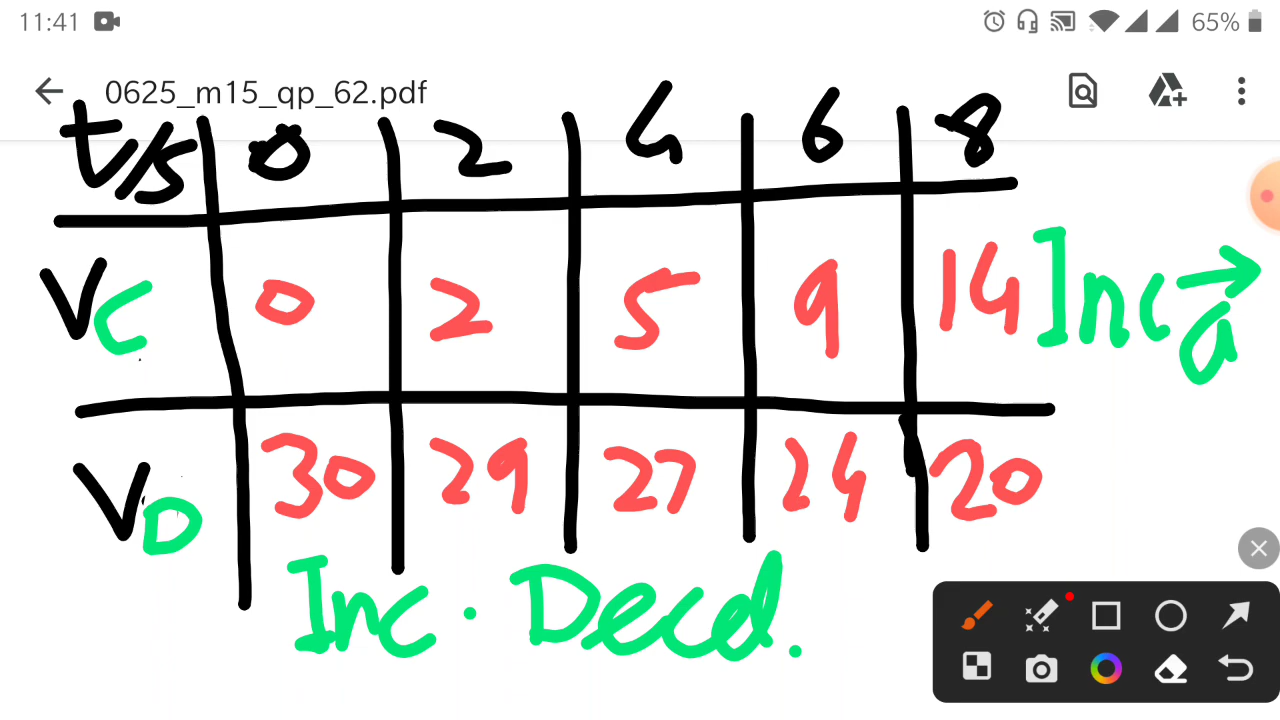 11:41 65%
0625_m15_qp_62.pdf
t/s 0 2 4 6 8
Vc 0 2 5 9 14 Inc a
VD 30 29 27 24 20
Inc. Decel.